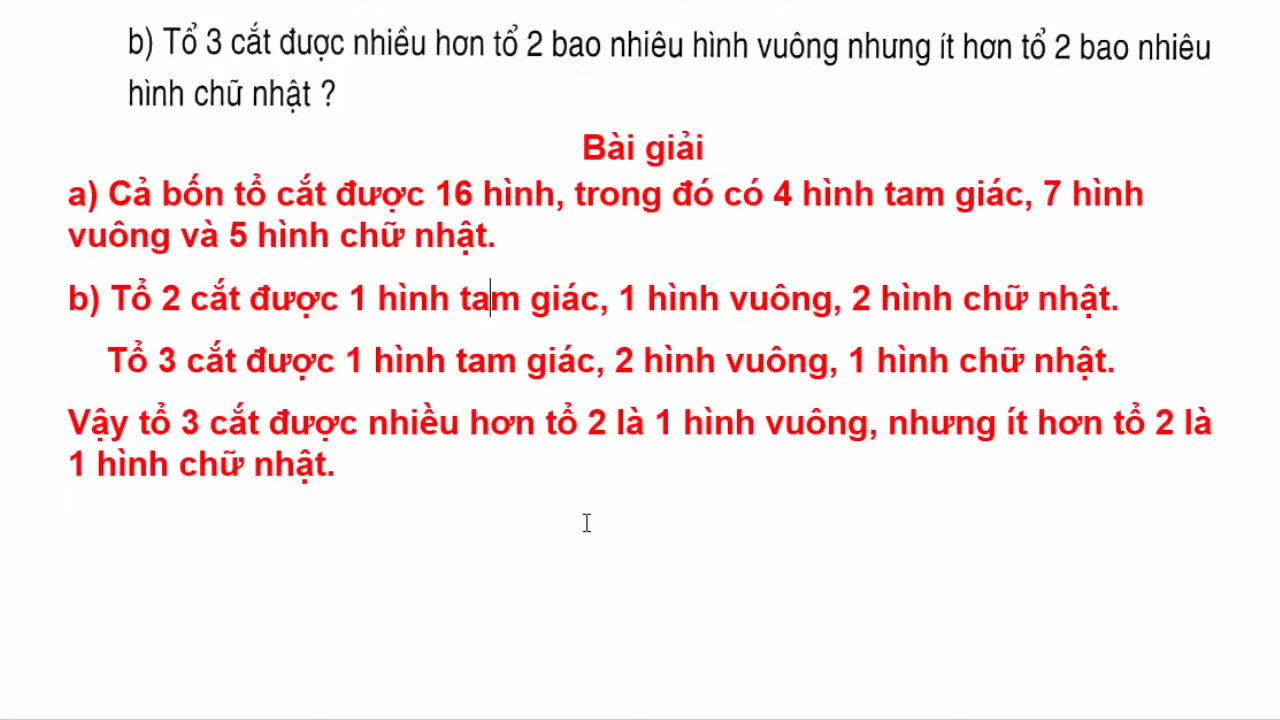 b) Tổ 3 cắt được nhiều hơn tổ 2 bao nhiêu hình vuông nhưng ít hơn tổ 2 bao nhiêu
hình chữ nhật ?
Bài giải
a) Cả bốn tổ cắt được 16 hình, trong đó có 4 hình tam giác, 7 hình
vuông và 5 hình chữ nhật.
b) Tổ 2 cắt được 1 hình tam giác, 1 hình vuông, 2 hình chữ nhật.
Tổ 3 cắt được 1 hình tam giác, 2 hình vuông, 1 hình chữ nhật.
Vậy tổ 3 cắt được nhiều hơn tổ 2 là 1 hình vuông, nhưng ít hơn tổ 2 là
1 hình chữ nhật.